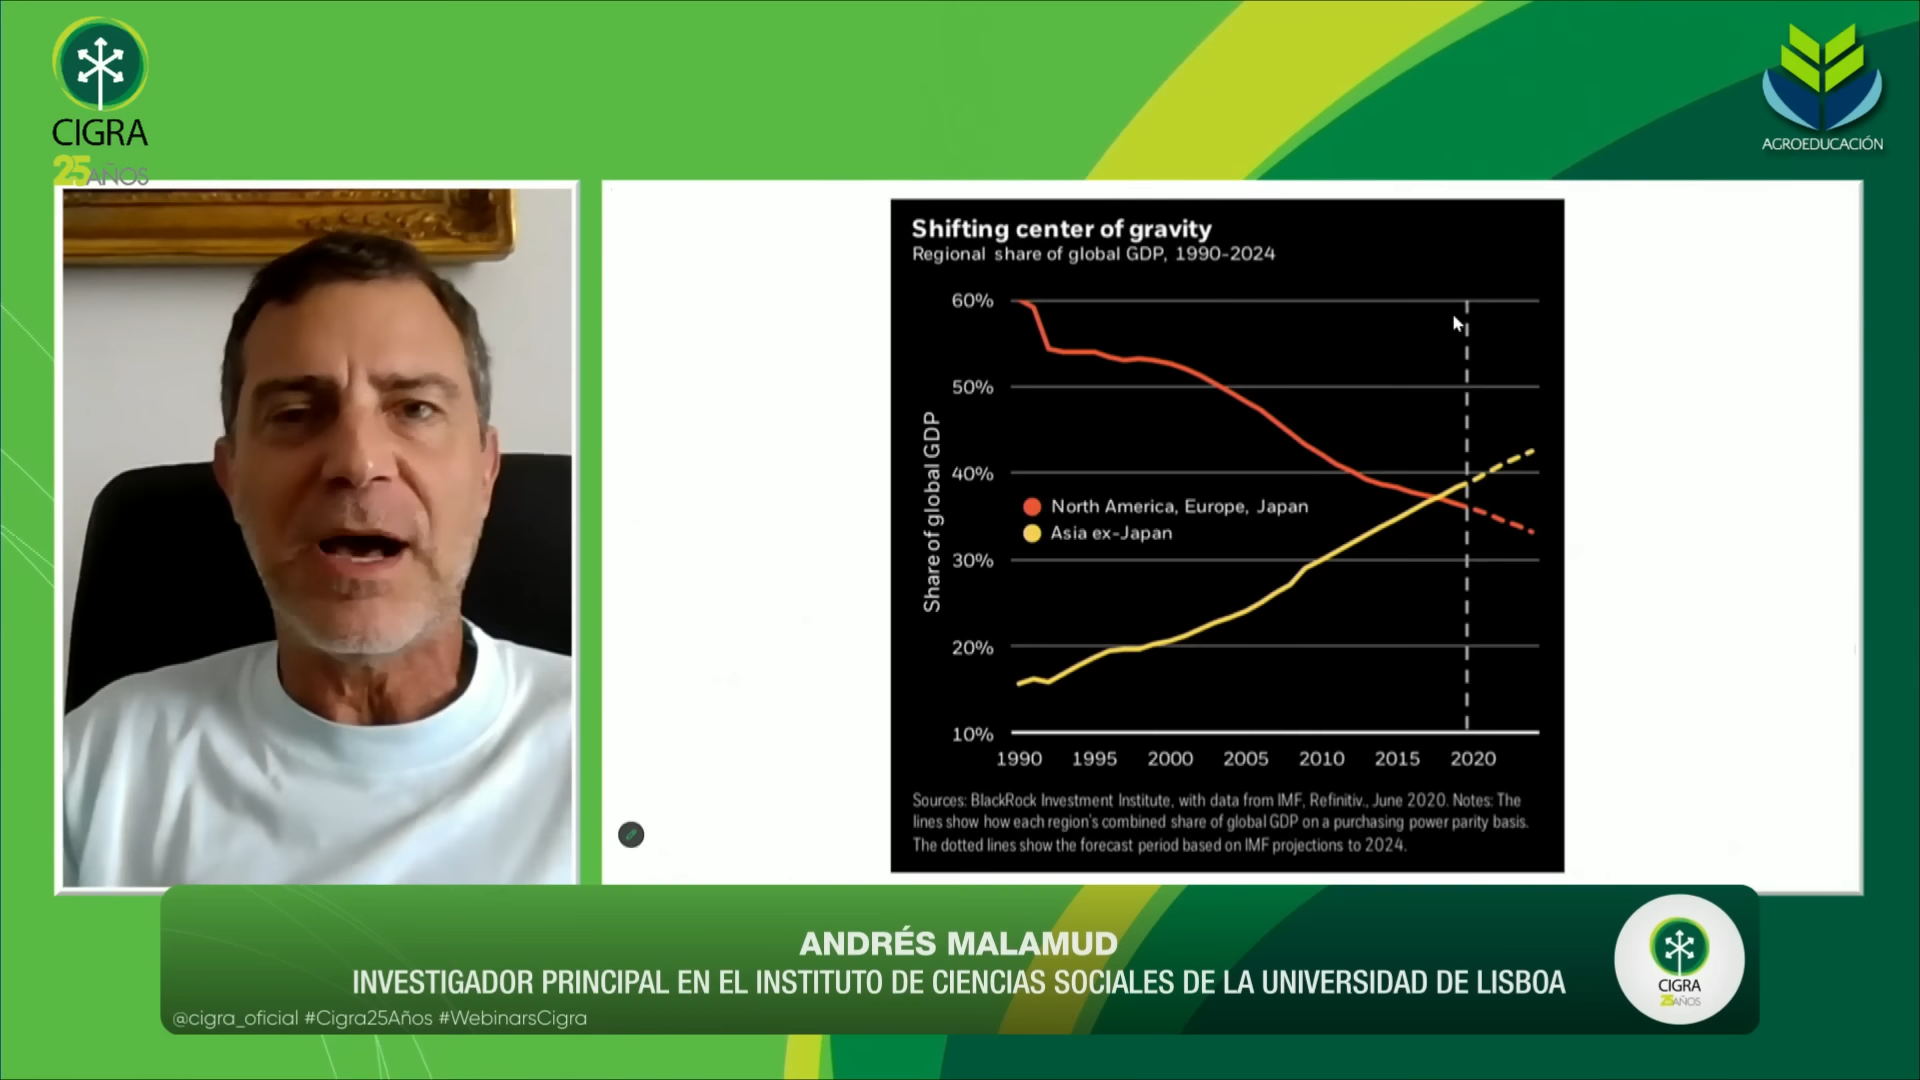 CIGRA
25AÑOS
AGROEDUCACIÓN
Shifting center of gravity
Regional share of global GDP, 1990-2024
Share of global GDP
60%
50%
40%
30%
20%
10%
North America, Europe, Japan
Asia ex-Japan
1990 1995 2000 2005 2010 2015 2020
Sources: BlackRock Investment Institute, with data from IMF, Refinitiv., June 2020. Notes: The
lines show how each region's combined share of global GDP on a purchasing power parity basis.
The dotted lines show the forecast period based on IMF projections to 2024.
ANDRÉS MALAMUD
INVESTIGADOR PRINCIPAL EN EL INSTITUTO DE CIENCIAS SOCIALES DE LA UNIVERSIDAD DE LISBOA
@cigra_oficial #Cigra25Años #WebinarsCigra
CIGRA
25AÑOS